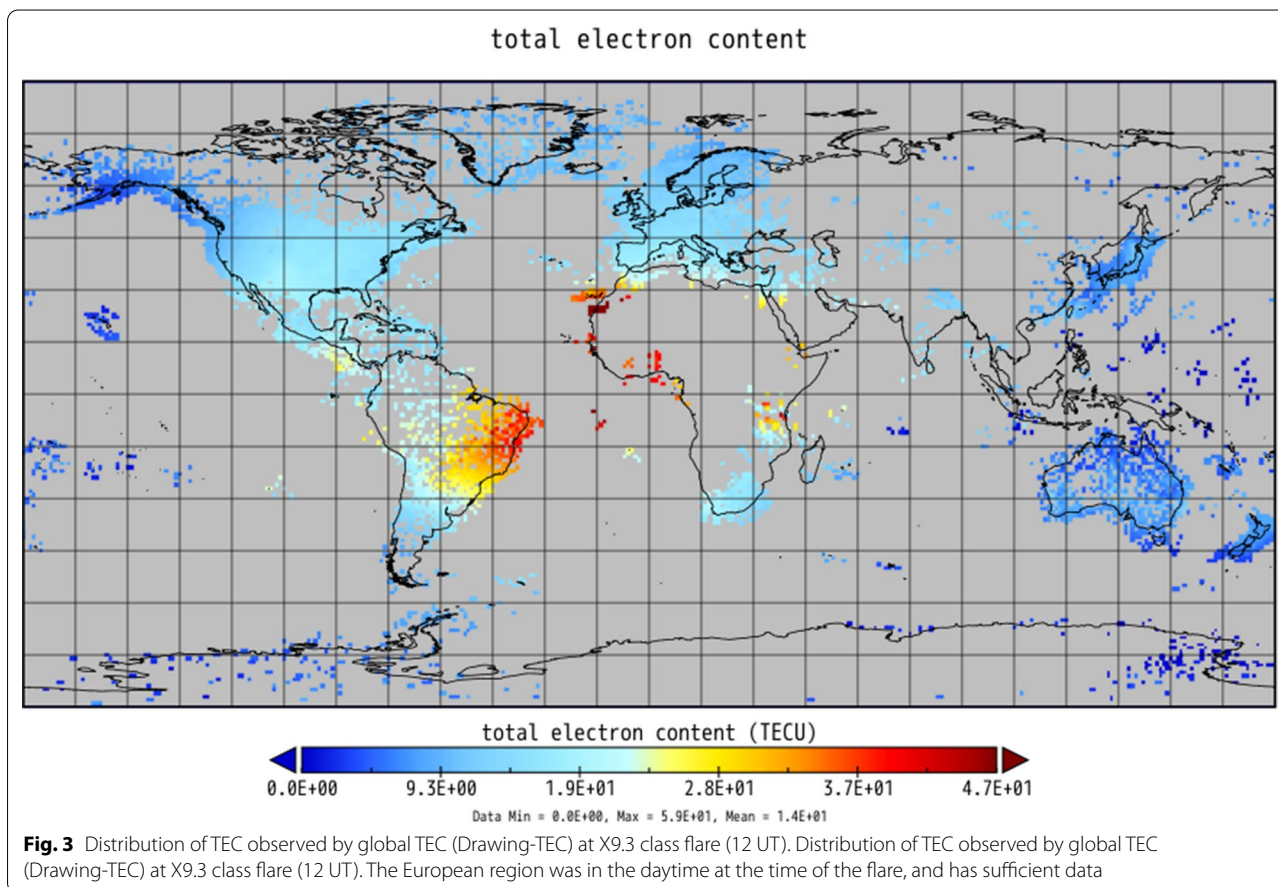 total electron content
total electron content (TECU)
0.0E+00 9.3E+00 1.9E+01 2.8E+01 3.7E+01 4.7E+01
Data Min = 0.0E+00, Max = 5.9E+01, Mean = 1.4E+01
Fig. 3 Distribution of TEC observed by global TEC (Drawing-TEC) at X9.3 class flare (12 UT). Distribution of TEC observed by global TEC
(Drawing-TEC) at X9.3 class flare (12 UT). The European region was in the daytime at the time of the flare, and has sufficient data